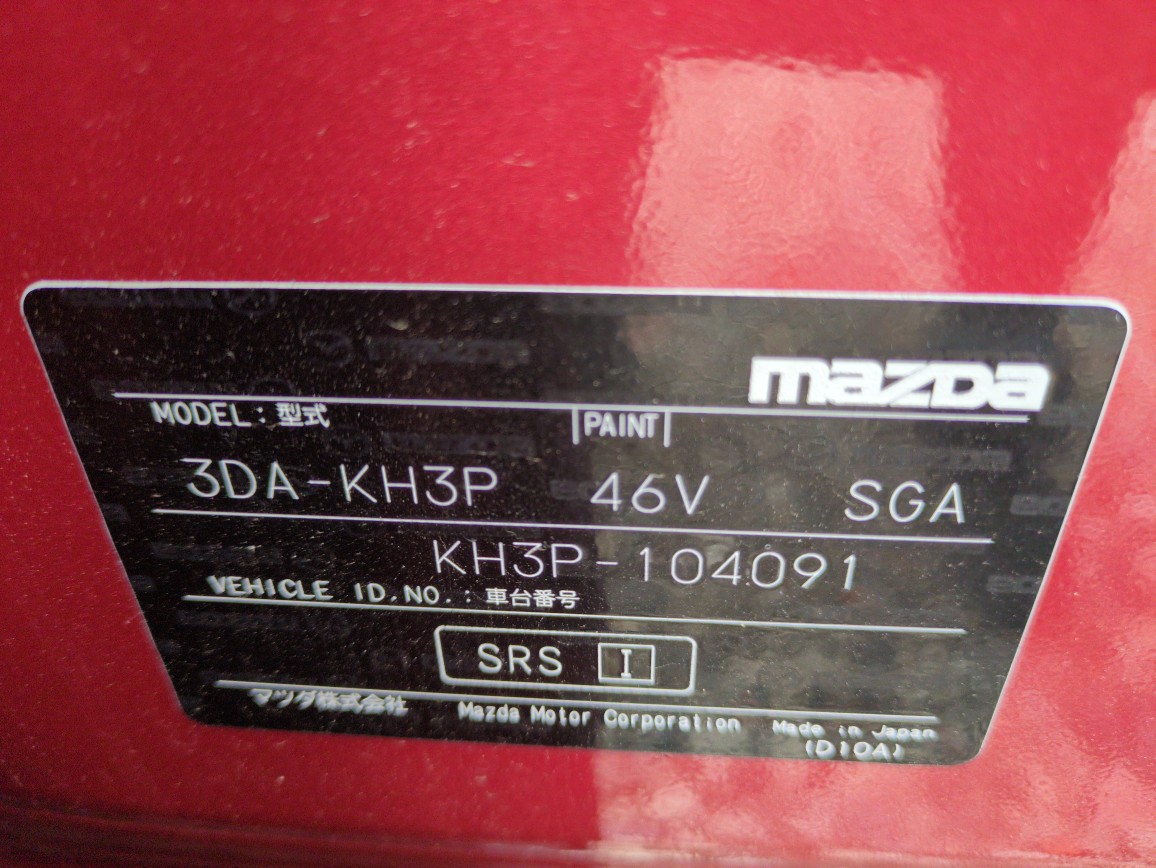 mazda
MODEL : 型式 PAINT
3DA-KH3P 46V SGA
KH3P-104091
VEHICLE ID.NO. : 車台番号
SRS I
マツダ株式会社 Mazda Motor Corporation Made in Japan
(D10A)